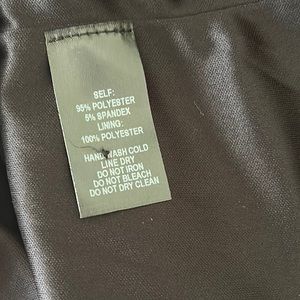 SELF:
95% POLYESTER
5% SPANDEX
LINING:
100% POLYESTER
HAND WASH COLD
LINE DRY
DO NOT IRON
DO NOT BLEACH
DO NOT DRY CLEAN